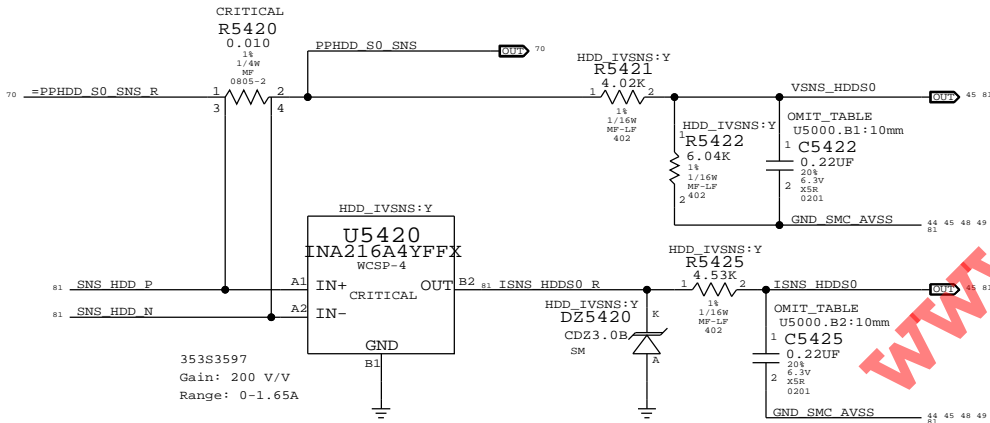 CRITICAL
R5420
0.010
1%
1/4W
MF
0805-2
PPHDD_S0_SNS
OUT 70
70 =PPHDD_S0_SNS_R
1 2
3 4
HDD_IVSNS:Y
R5421
4.02K
1 2
1%
1/16W
MF-LF
402
VSNS_HDDS0
OUT 45 81
HDD_IVSNS:Y
1 R5422
6.04K
1%
1/16W
MF-LF
2 402
OMIT_TABLE
U5000.B1:10mm
1 C5422
0.22UF
20%
2 6.3V
X5R
0201
GND_SMC_AVSS 44 45 48 49
81
HDD_IVSNS:Y
U5420
INA216A4YFFX
WCSP-4
81 SNS_HDD_P A1 IN+
CRITICAL
OUT B2 81 ISNS_HDDS0_R
81 SNS_HDD_N A2 IN-
GND
B1
353S3597
Gain: 200 V/V
Range: 0-1.65A
HDD_IVSNS:Y
DZ5420
CDZ3.0B
SM
K
A
HDD_IVSNS:Y
R5425
4.53K
1 2
1%
1/16W
MF-LF
402
ISNS_HDDS0
OUT 45 81
OMIT_TABLE
U5000.B2:10mm
1 C5425
0.22UF
20%
2 6.3V
X5R
0201
GND_SMC_AVSS 44 45 48 49
81
WW